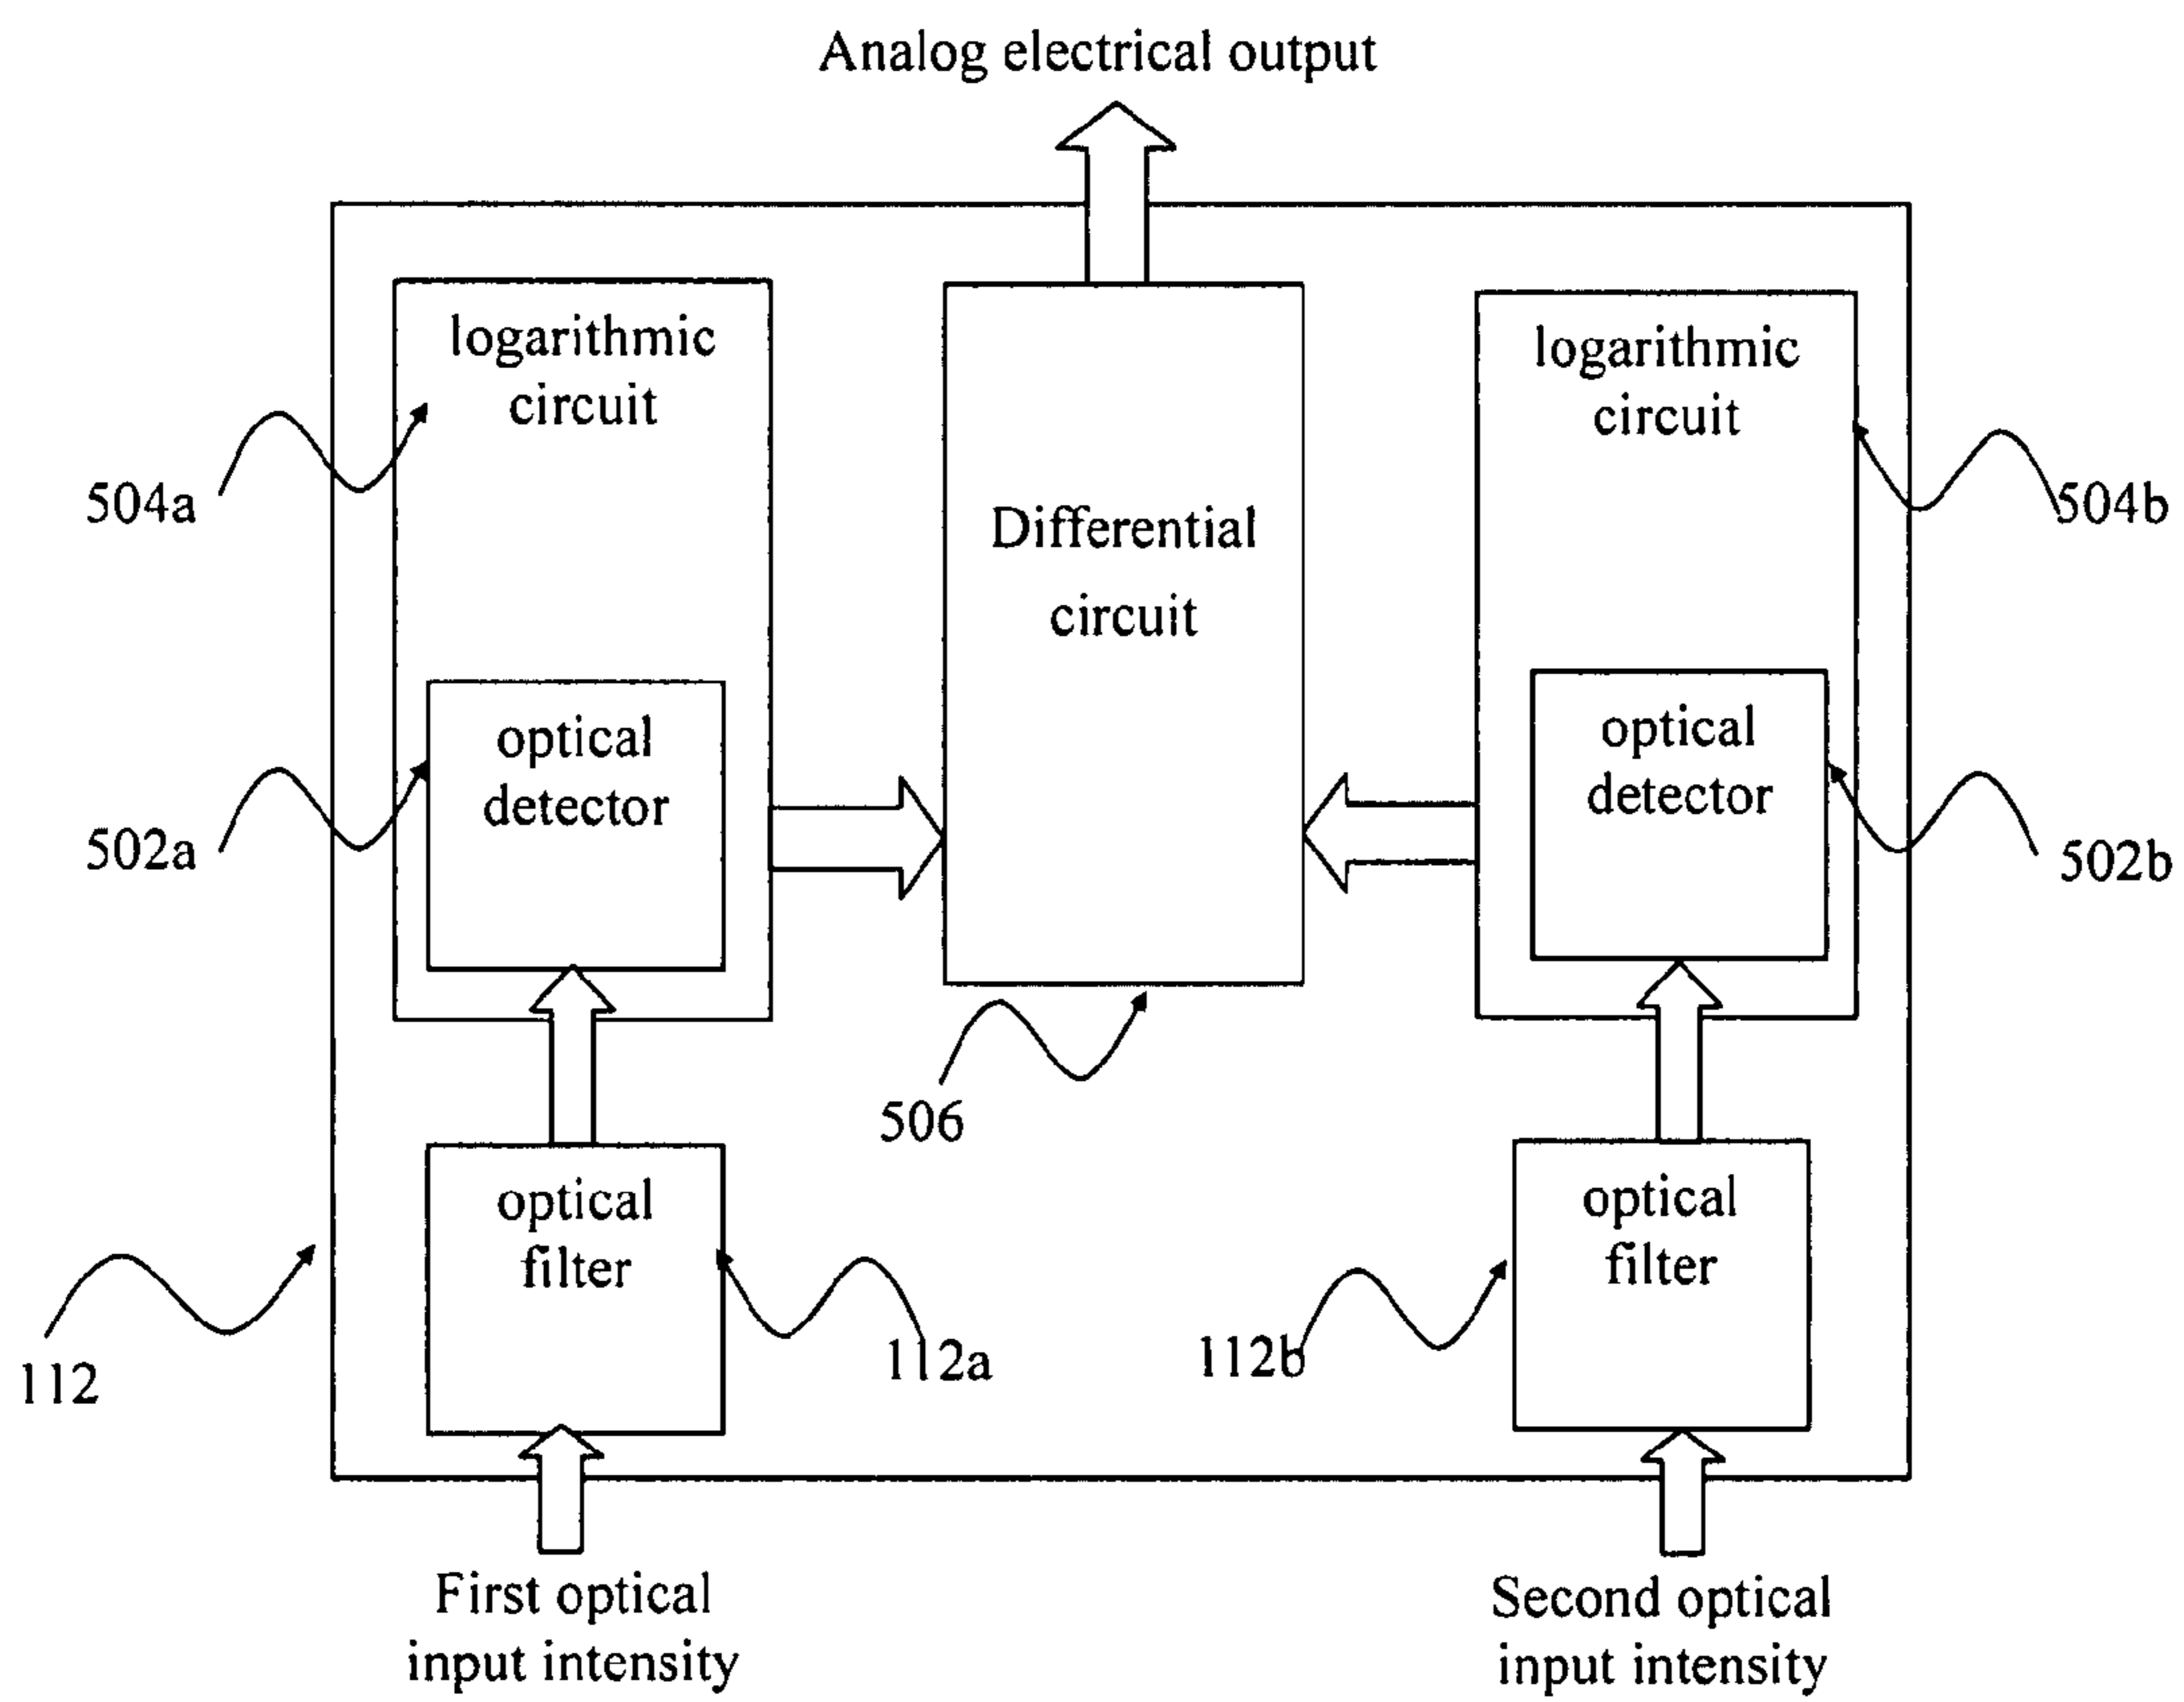 Analog electrical output
logarithmic
circuit
logarithmic
circuit
504a
Differential
circuit
504b
optical
detector
optical
detector
502a
502b
506
optical
filter
optical
filter
112
112a
112b
First optical
input intensity
Second optical
input intensity